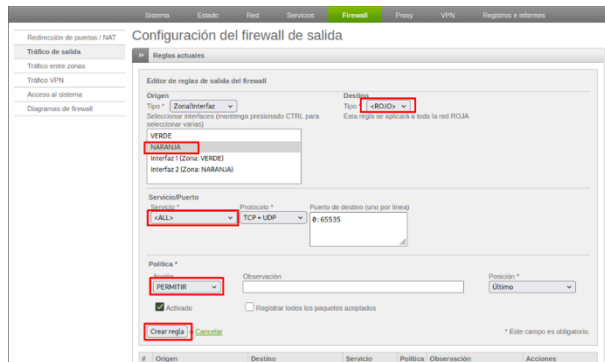 Sistema Estado Red Servicios Firewall Proxy VPN Registros e informes
Redirección de puertos / NAT
Tráfico de salida
Tráfico entre zonas
Tráfico VPN
Acceso al sistema
Diagramas de firewall
Configuración del firewall de salida
>> Reglas actuales
Editor de reglas de salida del firewall
Origen Destino
Tipo * Zona/Interfaz Tipo * <ROJO>
Seleccionar interfaces (mantenga presionado CTRL para seleccionar varias) Esta regla se aplicará a toda la red ROJA
VERDE
NARANJA
Interfaz 1 (Zona: VERDE)
Interfaz 2 (Zona: NARANJA)
Servicio/Puerto
Servicio * Protocolo * Puerto de destino (uno por línea)
<ALL> TCP + UDP 0:65535
Política *
Acción Observación Posición *
PERMITIR Último
Activado Registrar todos los paquetes aceptados
Crear regla Cancelar * Este campo es obligatorio.
# Origen Destino Servicio Política Observación Acciones